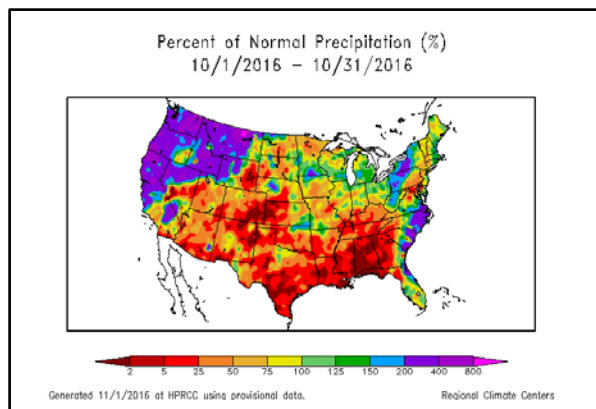 Percent of Normal Precipitation (%)
10/1/2016 – 10/31/2016
2 5 25 50 75 100 125 150 200 400 800
Generated 11/1/2016 at HPRCC using provisional data. Regional Climate Centers